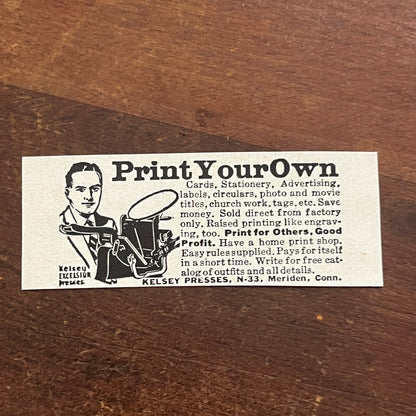 Print Your Own
Cards, Stationery, Advertising,
labels, circulars, photo and movie
titles, church work, tags, etc. Save
money. Sold direct from factory
only. Raised printing like engrav-
ing, too. Print for Others, Good
Profit. Have a home print shop.
Easy rules supplied. Pays for itself
in a short time. Write for free cat-
alog of outfits and all details.
KELSEY PRESSES, N-33, Meriden, Conn.
Kelsey
EXCELSIOR
Presses